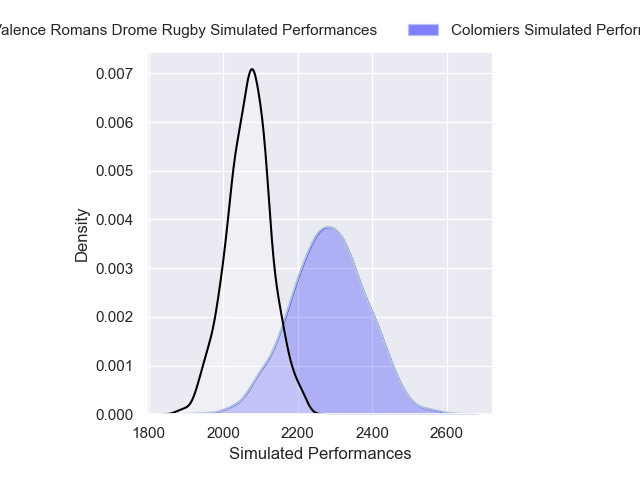 Valence Romans Drome Rugby Simulated Performances Colomiers Simulated
0.007
0.006
0.005
0.004
0.003
0.002
0.001
0.000
Density
1800 2000 2200 2400 2600
Simulated Performances